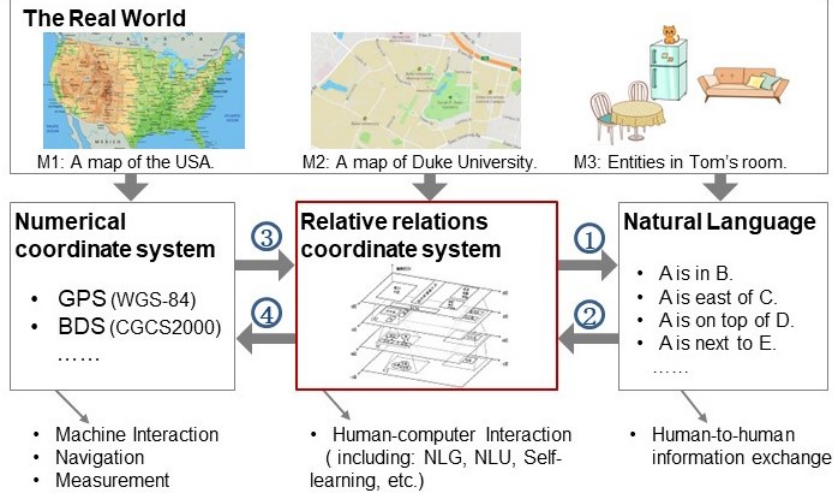 The Real World
M1: A map of the USA.
M2: A map of Duke University.
M3: Entities in Tom's room.
Numerical
coordinate system
• GPS (WGS-84)
• BDS (CGCS2000)
……
③
④
Relative relations
coordinate system
①
②
Natural Language
• A is in B.
• A is east of C.
• A is on top of D.
• A is next to E.
……
• Machine Interaction
• Navigation
• Measurement
• Human-computer Interaction
( including: NLG, NLU, Self-
learning, etc.)
• Human-to-human
information exchange